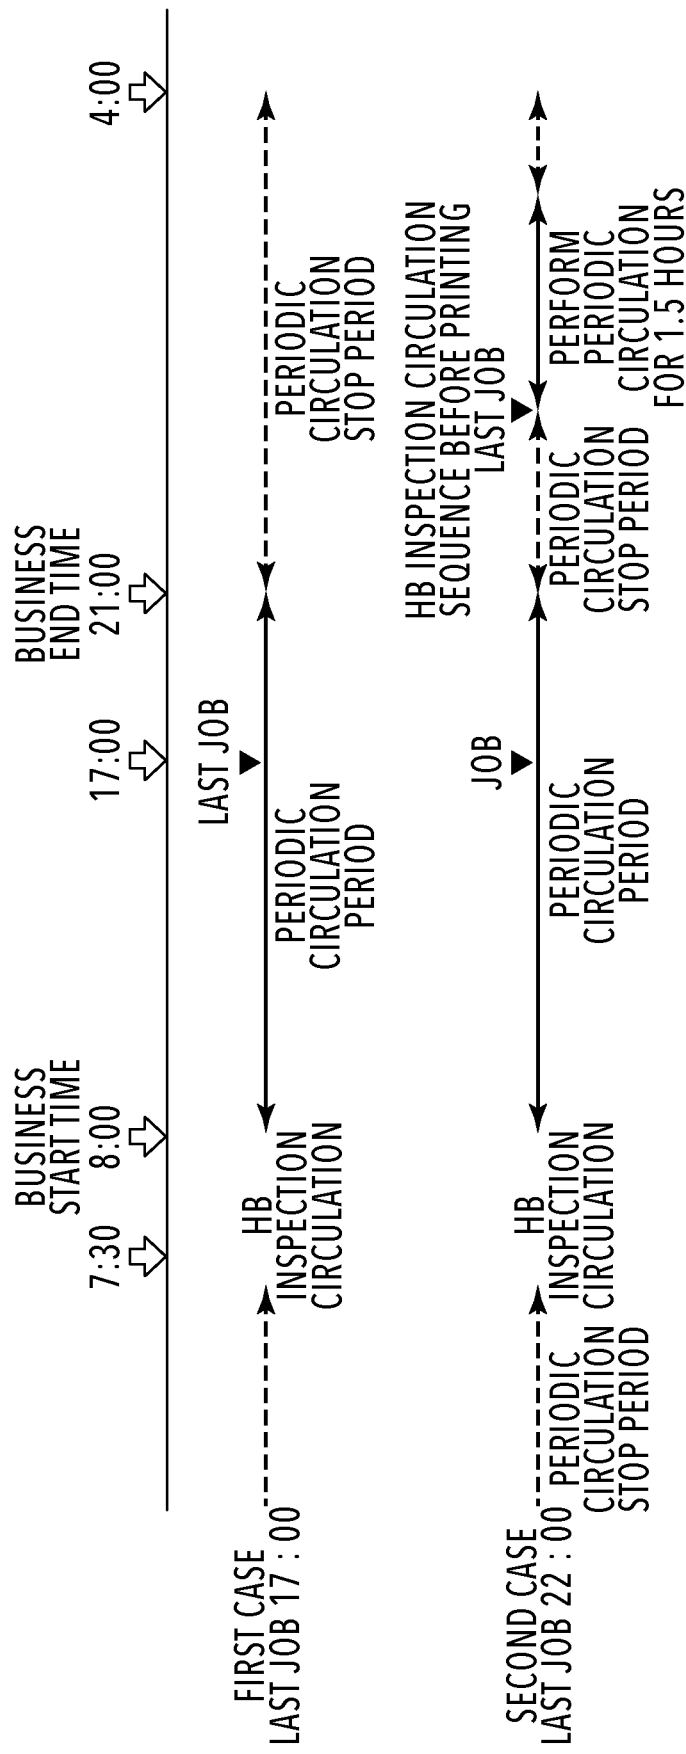 BUSINESS
START TIME
BUSINESS
END TIME
7:30
8:00
17:00
21:00
4:00
FIRST CASE
LAST JOB 17 : 00
HB
INSPECTION
CIRCULATION
LAST JOB
PERIODIC
CIRCULATION
PERIOD
PERIODIC
CIRCULATION
STOP PERIOD
SECOND CASE
LAST JOB 22 : 00
PERIODIC
CIRCULATION
STOP PERIOD
HB
INSPECTION
CIRCULATION
JOB
PERIODIC
CIRCULATION
PERIOD
HB INSPECTION CIRCULATION
SEQUENCE BEFORE PRINTING
LAST JOB
PERIODIC
CIRCULATION
STOP PERIOD
PERFORM
PERIODIC
CIRCULATION
FOR 1.5 HOURS